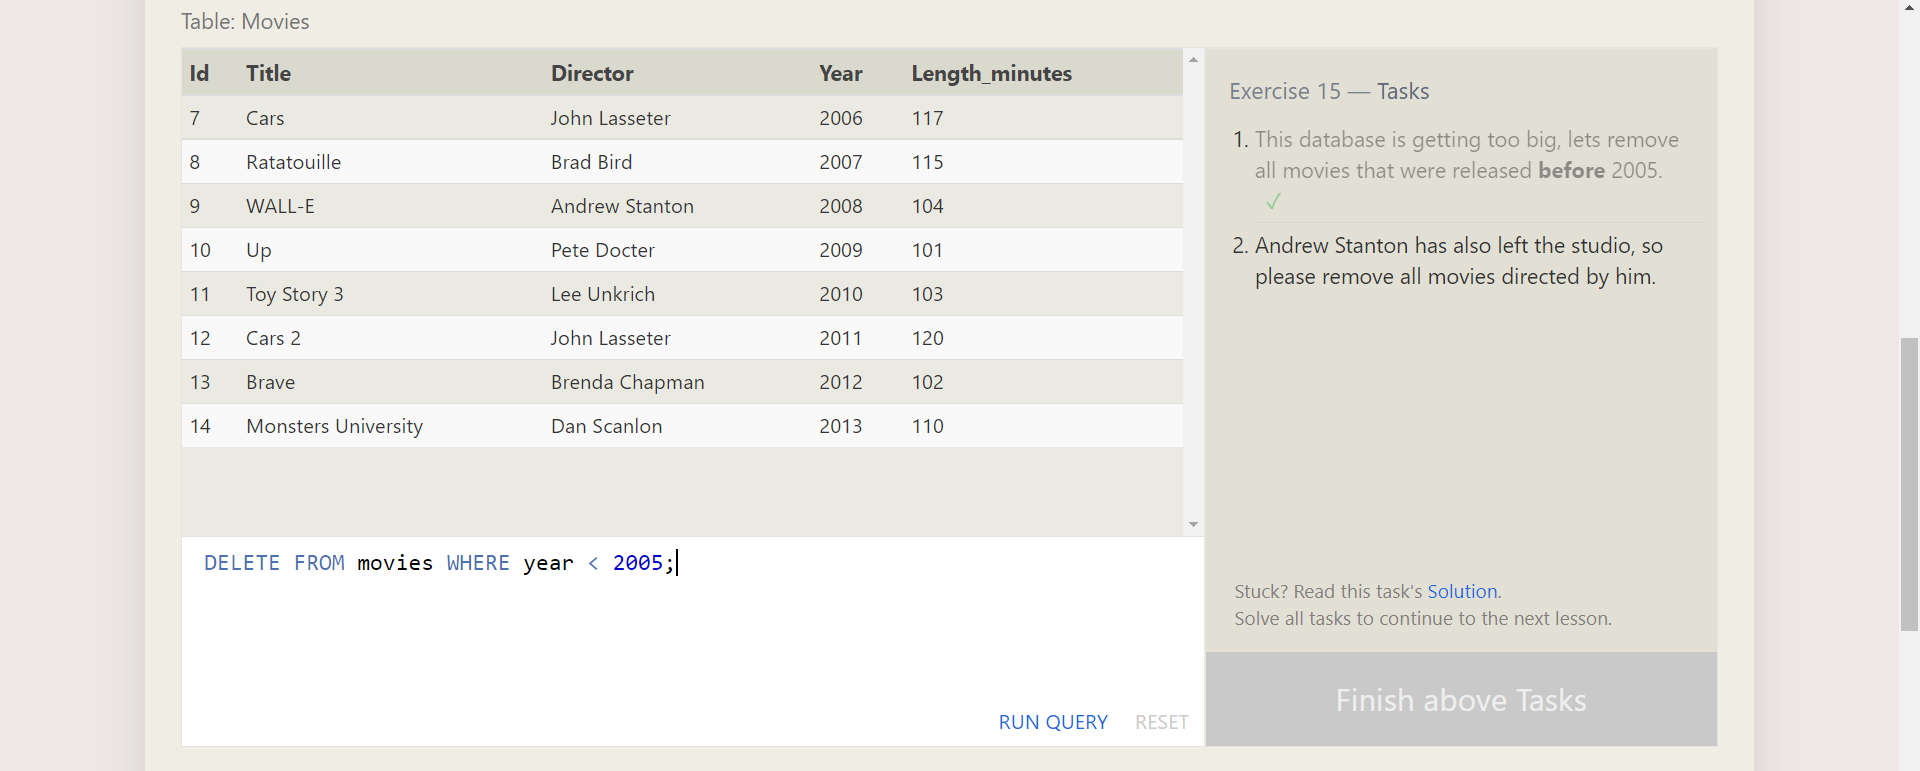 Table: Movies
Id Title Director Year Length_minutes
7 Cars John Lasseter 2006 117
8 Ratatouille Brad Bird 2007 115
9 WALL-E Andrew Stanton 2008 104
10 Up Pete Docter 2009 101
11 Toy Story 3 Lee Unkrich 2010 103
12 Cars 2 John Lasseter 2011 120
13 Brave Brenda Chapman 2012 102
14 Monsters University Dan Scanlon 2013 110
DELETE FROM movies WHERE year < 2005;
RUN QUERY RESET
Exercise 15 — Tasks
1. This database is getting too big, lets remove
all movies that were released before 2005.
✓
2. Andrew Stanton has also left the studio, so
please remove all movies directed by him.
Stuck? Read this task's Solution.
Solve all tasks to continue to the next lesson.
Finish above Tasks